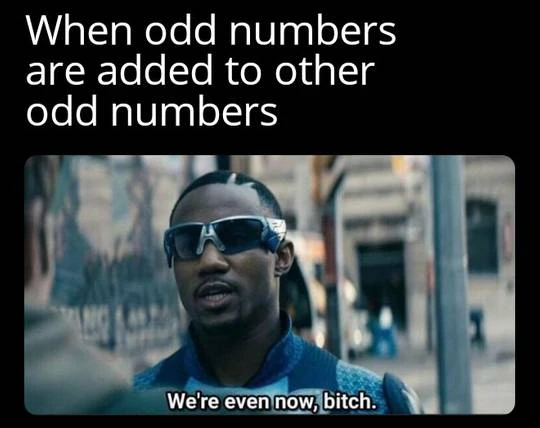 When odd numbers
are added to other
odd numbers
We're even now, bitch.